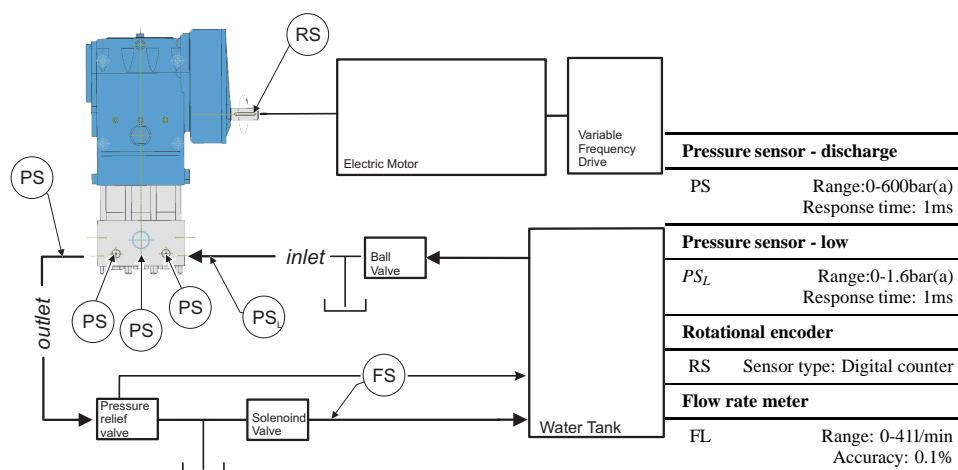 RS
PS
Electric Motor
Variable
Frequency
Drive
Pressure sensor - discharge
PS Range:0-600bar(a)
Response time: 1ms
Pressure sensor - low
PSL Range:0-1.6bar(a)
Response time: 1ms
Rotational encoder
RS Sensor type: Digital counter
Flow rate meter
FL Range: 0-41l/min
Accuracy: 0.1%
inlet
Ball
Valve
PS
PS
PS
PSL
outlet
FS
Pressure
relief
valve
Solenoind
Valve
Water Tank